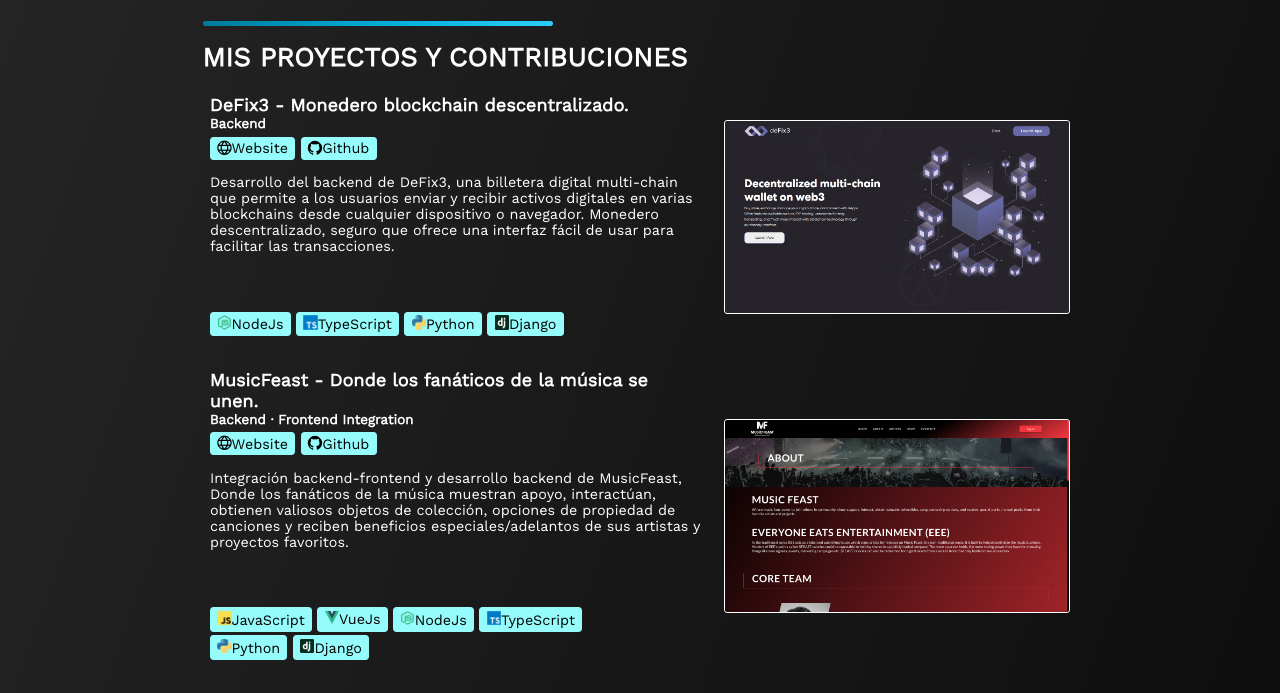 MIS PROYECTOS Y CONTRIBUCIONES
DeFix3 - Monedero blockchain descentralizado.
Backend
Website Github
Desarrollo del backend de DeFix3, una billetera digital multi-chain
que permite a los usuarios enviar y recibir activos digitales en varias
blockchains desde cualquier dispositivo o navegador. Monedero
descentralizado, seguro que ofrece una interfaz fácil de usar para
facilitar las transacciones.
NodeJs TypeScript Python Django
deFix3
Decentralized multi-chain
wallet on web3
MusicFeast - Donde los fanáticos de la música se
unen.
Backend · Frontend Integration
Website Github
Integración backend-frontend y desarrollo backend de MusicFeast,
Donde los fanáticos de la música muestran apoyo, interactúan,
obtienen valiosos objetos de colección, opciones de propiedad de
canciones y reciben beneficios especiales/adelantos de sus artistas y
proyectos favoritos.
JavaScript VueJs NodeJs TypeScript
Python Django
MF
MUSIC FEAST
ABOUT
MUSIC FEAST
EVERYONE EATS ENTERTAINMENT (EEE)
CORE TEAM